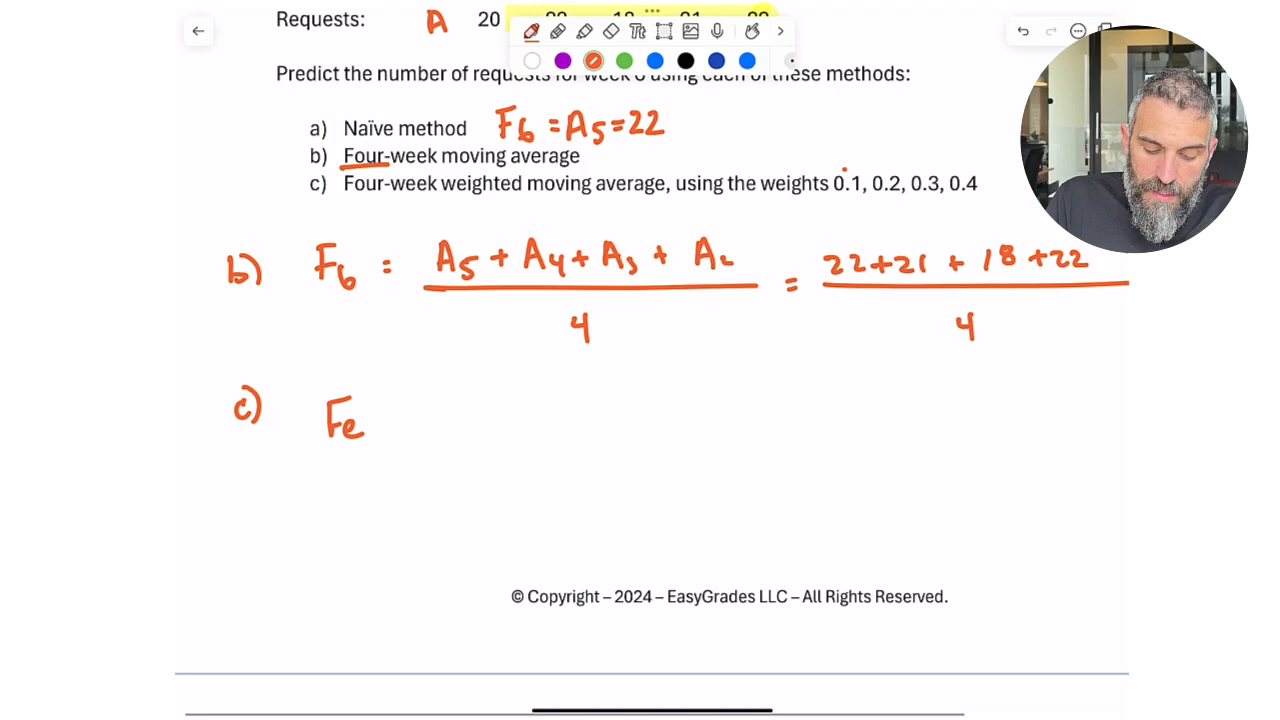 Requests: A 20
Predict the number of requests for week 6 using each of these methods:
a) Naïve method F6 = A5 = 22
b) Four-week moving average
c) Four-week weighted moving average, using the weights 0.1, 0.2, 0.3, 0.4
b) F6 = A5 + A4 + A3 + A2 / 4 = 22+21 + 18 +22 / 4
c) Fe
© Copyright – 2024 – EasyGrades LLC – All Rights Reserved.